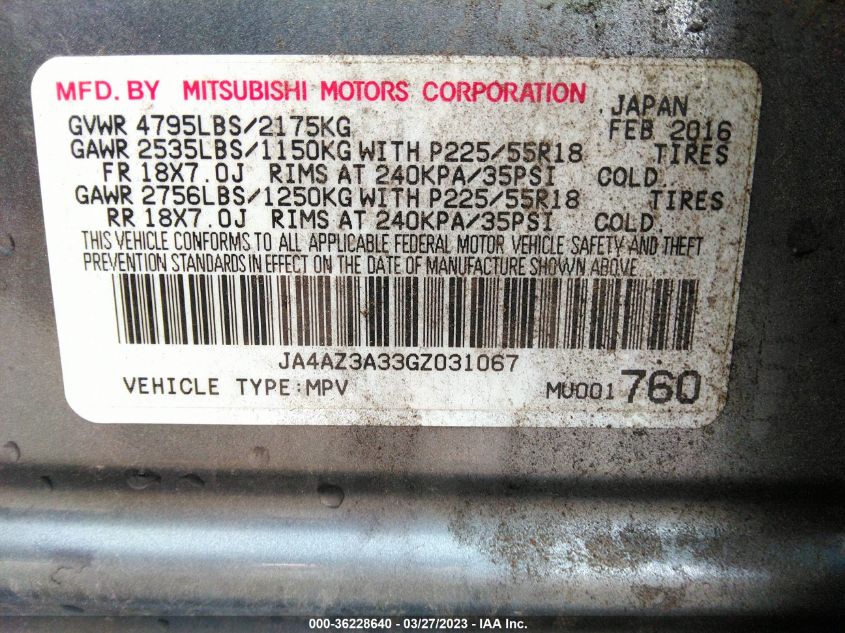 MFD. BY MITSUBISHI MOTORS CORPORATION
JAPAN
GVWR 4795LBS/2175KG FEB 2016
GAWR 2535LBS/1150KG WITH P225/55R18 TIRES
FR 18X7.0J RIMS AT 240KPA/35PSI COLD
GAWR 2756LBS/1250KG WITH P225/55R18 TIRES
RR 18X7.0J RIMS AT 240KPA/35PSI COLD
THIS VEHICLE CONFORMS TO ALL APPLICABLE FEDERAL MOTOR VEHICLE SAFETY AND THEFT
PREVENTION STANDARDS IN EFFECT ON THE DATE OF MANUFACTURE SHOWN ABOVE
JA4AZ3A33GZ031067
VEHICLE TYPE:MPV MU001760
000-36228640 - 03/27/2023 - © IAA Inc.